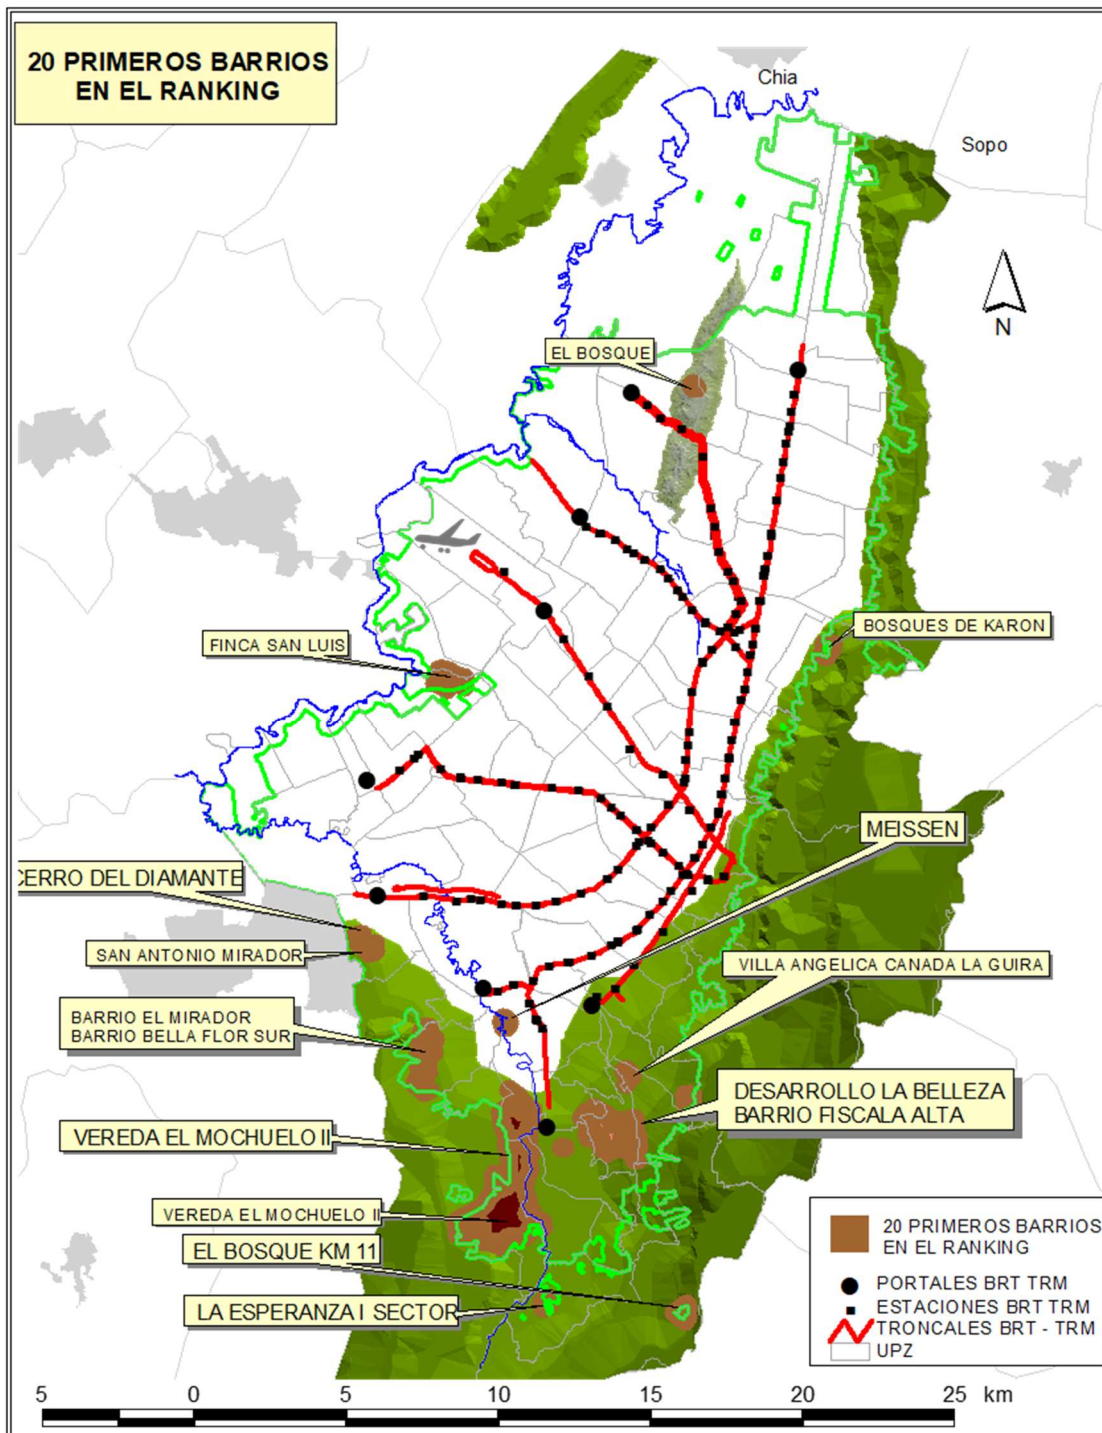 20 PRIMEROS BARRIOS
EN EL RANKING
Chia
Sopo
N
EL BOSQUE
BOSQUES DE KARON
FINCA SAN LUIS
MEISSEN
CERRO DEL DIAMANTE
SAN ANTONIO MIRADOR
VILLA ANGELICA CANADA LA GUIRA
BARRIO EL MIRADOR
BARRIO BELLA FLOR SUR
DESARROLLO LA BELLEZA
BARRIO FISCALA ALTA
VEREDA EL MOCHUELO II
VEREDA EL MOCHUELO II
EL BOSQUE KM 11
LA ESPERANZA I SECTOR
20 PRIMEROS BARRIOS
EN EL RANKING
PORTALES BRT TRM
ESTACIONES BRT TRM
TRONCALES BRT - TRM
UPZ
5 0 5 10 15 20 25 km